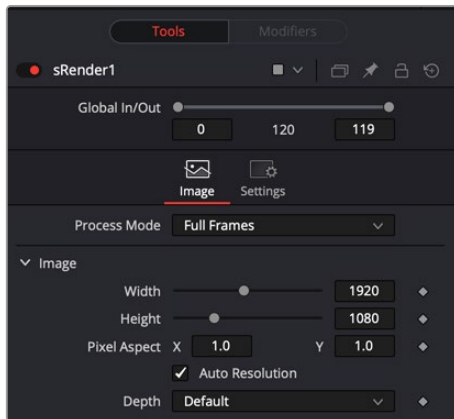 Tools Modifiers
sRender1
Global In/Out
0 120 119
Image Settings
Process Mode Full Frames
Image
Width 1920
Height 1080
Pixel Aspect X 1.0 Y 1.0
Auto Resolution
Depth Default